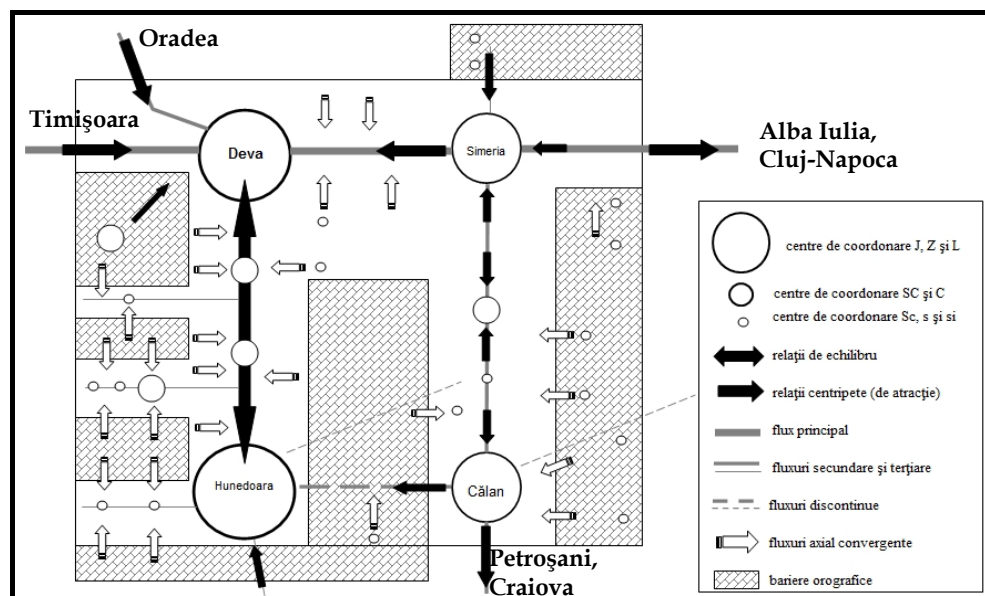 Oradea
Timişoara
Deva
Simeria
Alba Iulia,
Cluj-Napoca
Hunedoara
Călan
Petroşani,
Craiova
centre de coordonare J, Z şi L
centre de coordonare SC şi C
centre de coordonare Sc, s şi si
relaţii de echilibru
relaţii centripete (de atracţie)
flux principal
fluxuri secundare şi terţiare
fluxuri discontinue
fluxuri axial convergente
bariere orografice